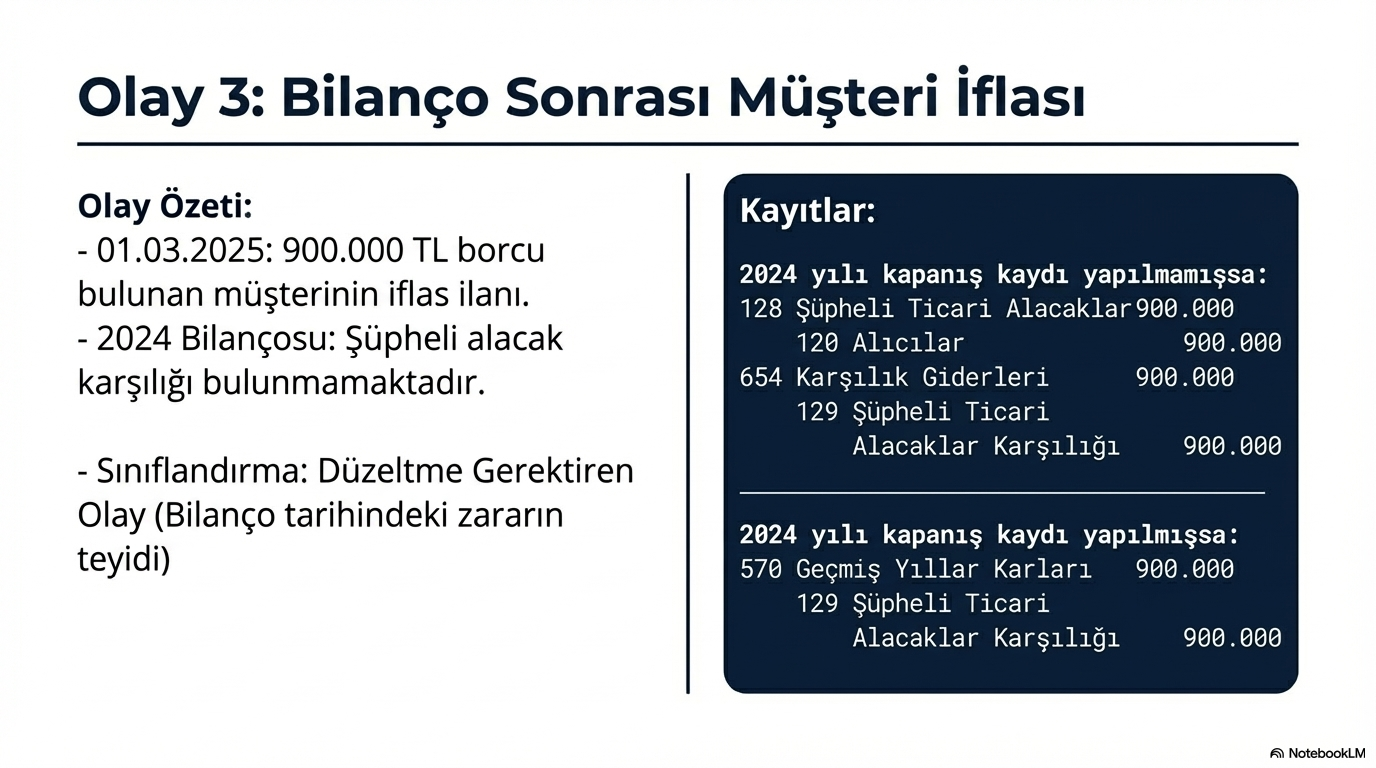 Olay 3: Bilanço Sonrası Müşteri İflası
Olay Özeti:
- 01.03.2025: 900.000 TL borcu
bulunan müşterinin iflas ilanı.
- 2024 Bilançosu: Şüpheli alacak
karşılığı bulunmamaktadır.
- Sınıflandırma: Düzeltme Gerektiren
Olay (Bilanço tarihindeki zararın
teyidi)
Kayıtlar:
2024 yılı kapanış kaydı yapılmamışsa:
128 Şüpheli Ticari Alacaklar900.000
120 Alıcılar 900.000
654 Karşılık Giderleri 900.000
129 Şüpheli Ticari
Alacaklar Karşılığı 900.000
2024 yılı kapanış kaydı yapılmışsa:
570 Geçmiş Yıllar Karları 900.000
129 Şüpheli Ticari
Alacaklar Karşılığı 900.000
NotebookLM